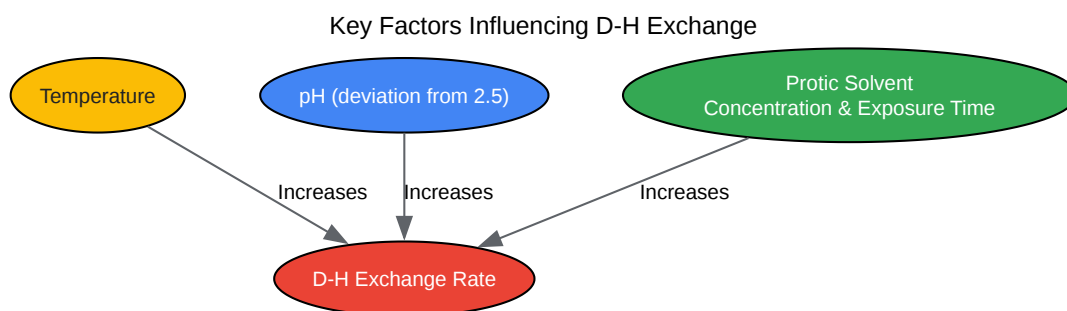 Key Factors Influencing D-H Exchange
Temperature
pH (deviation from 2.5)
Protic Solvent
Concentration & Exposure Time
Increases
Increases
Increases
D-H Exchange Rate